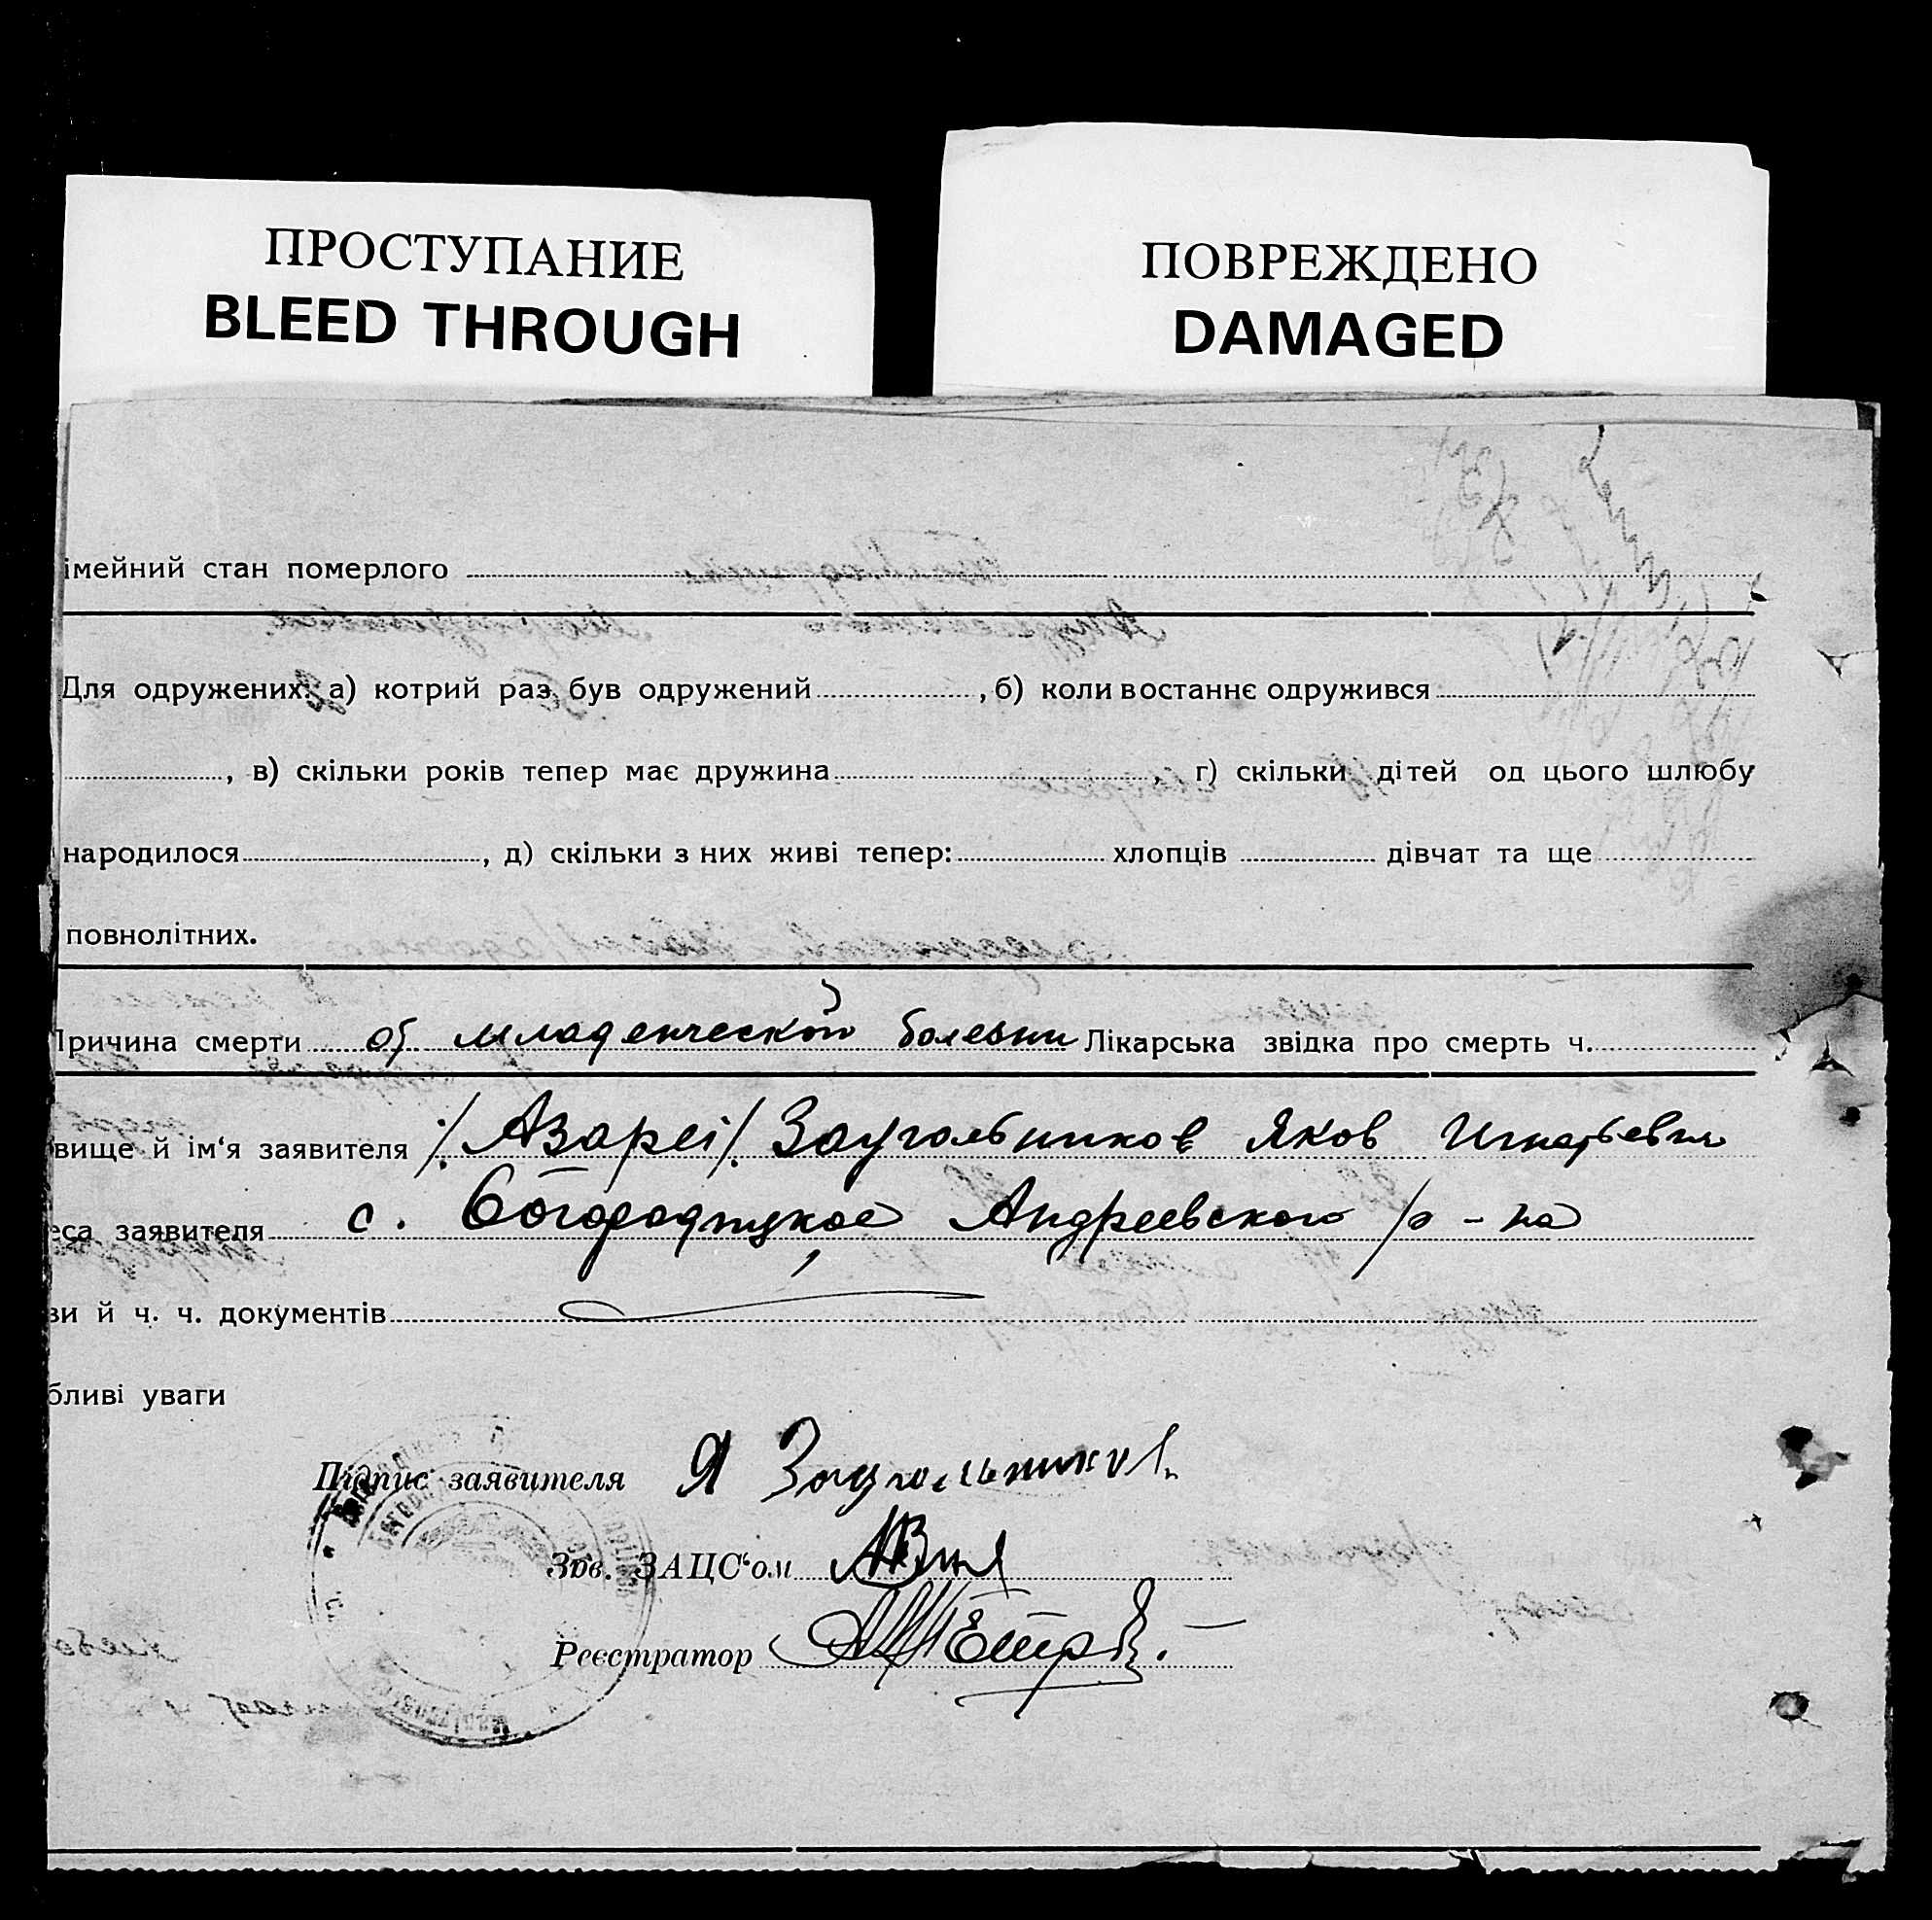 ПРОСТУПАНИЕ
BLEED THROUGH
ПОВРЕЖДЕНО
DAMAGED
імейний стан померлого
Для одружених: а) котрий раз був одружений , б) коли востаннє одружився
, в) скільки років тепер має дружина , г) скільки дітей од цього шлюбу
народилося , д) скільки з них живі тепер: хлопців дівчат та ще
повнолітних.
Причина смерти от младенческой болезни Лікарська звідка про смерть ч.
вище й ім‘я заявителя Заугольников Яков Игнатьевич
еса заявителя с. Богородицкое Андреевского р-на
ви й ч. ч. документів
бливі уваги
Підпис заявителя Я Заугольников
Зав. ЗАЦС‘ом
Реєстратор